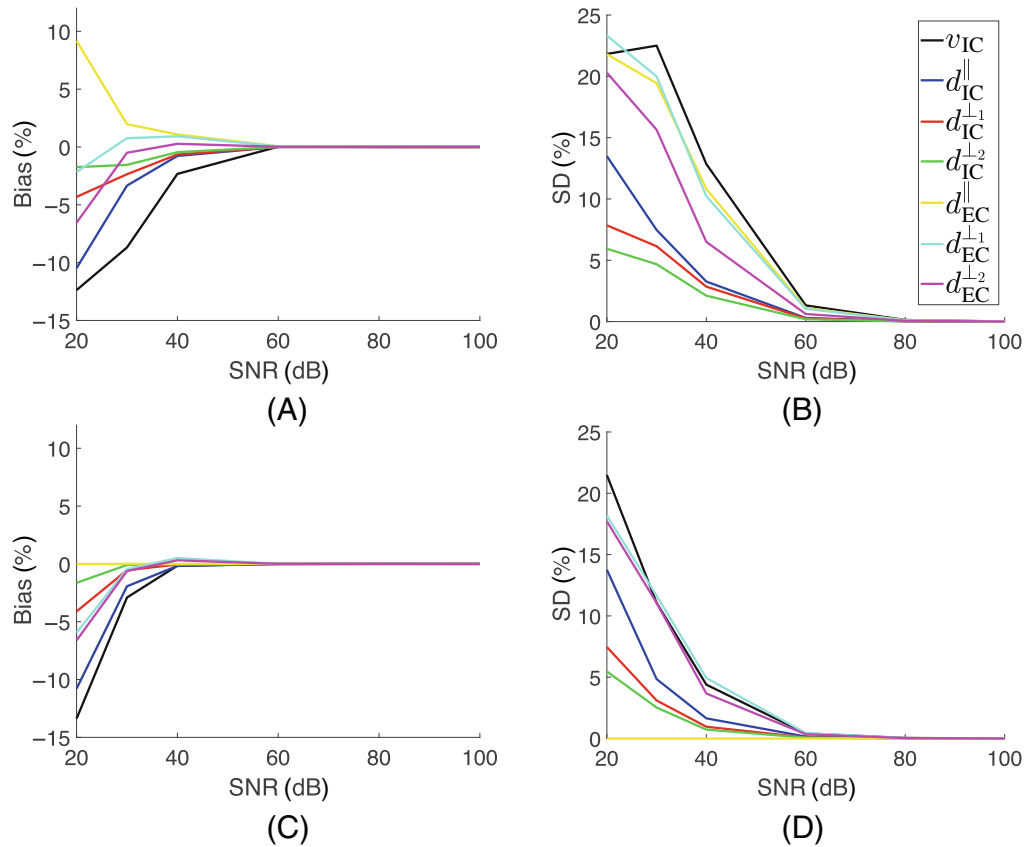 10
5
0
−5
−10
−15
Bias (%)
20 40 60 80 100
SNR (dB)
(A)
25
20
15
10
5
0
SD (%)
20 40 60 80 100
SNR (dB)
(B)
v_IC
d_IC^∥
d_IC^⊥1
d_IC^⊥2
d_EC^∥
d_EC^⊥1
d_EC^⊥2
10
5
0
−5
−10
−15
Bias (%)
20 40 60 80 100
SNR (dB)
(C)
25
20
15
10
5
0
SD (%)
20 40 60 80 100
SNR (dB)
(D)